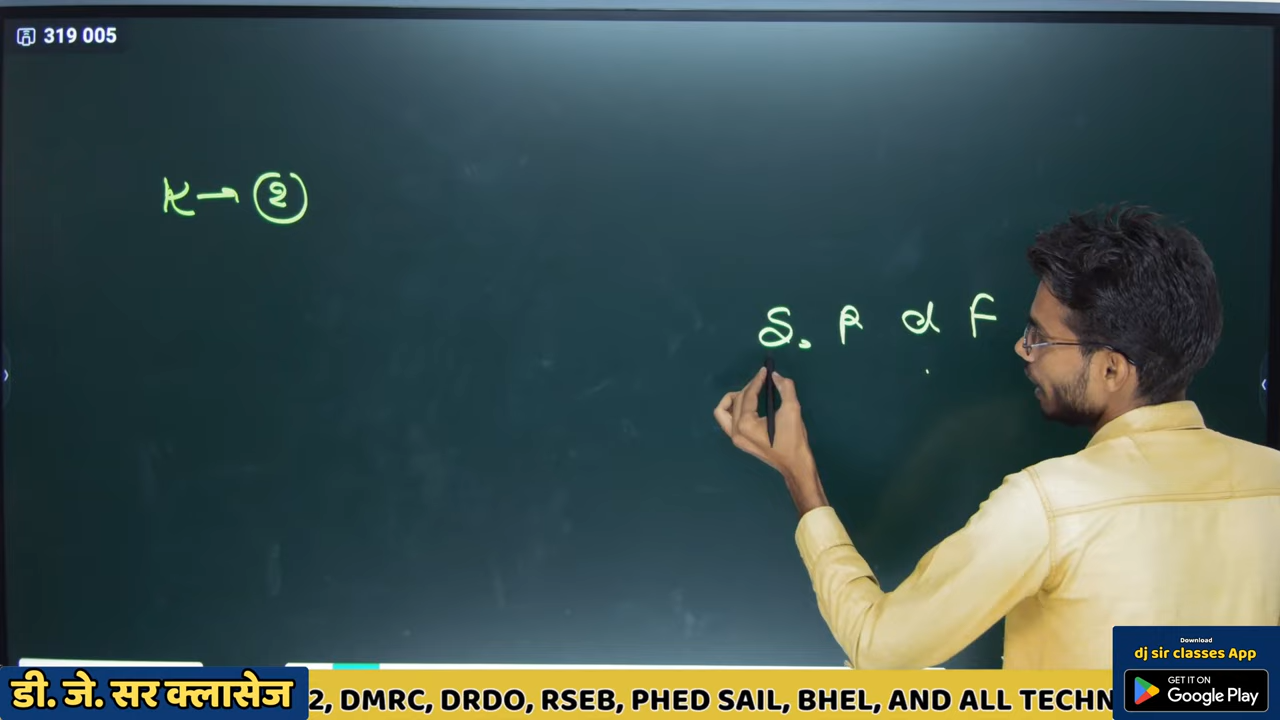 319 005
K → 2
S. P d F
Download
dj sir classes App
GET IT ON
Google Play
डी. जे. सर क्लासेज
2, DMRC, DRDO, RSEB, PHED SAIL, BHEL, AND ALL TECHN